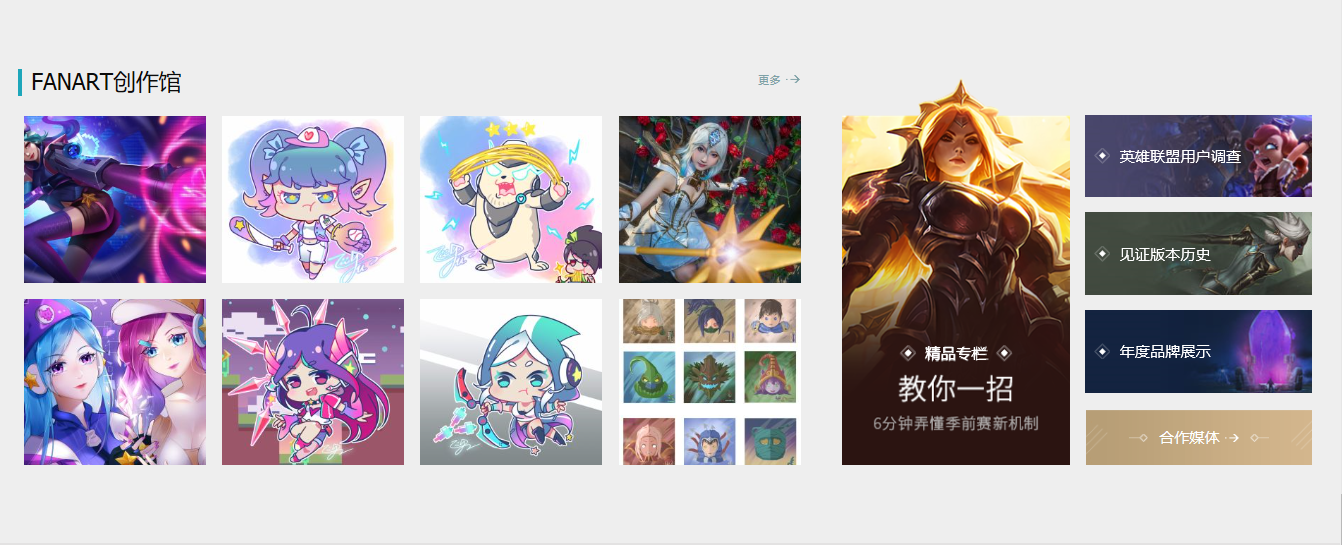 FANART创作馆
更多
精品专栏
教你一招
6分钟弄懂季前赛新机制
英雄联盟用户调查
见证版本历史
年度品牌展示
合作媒体